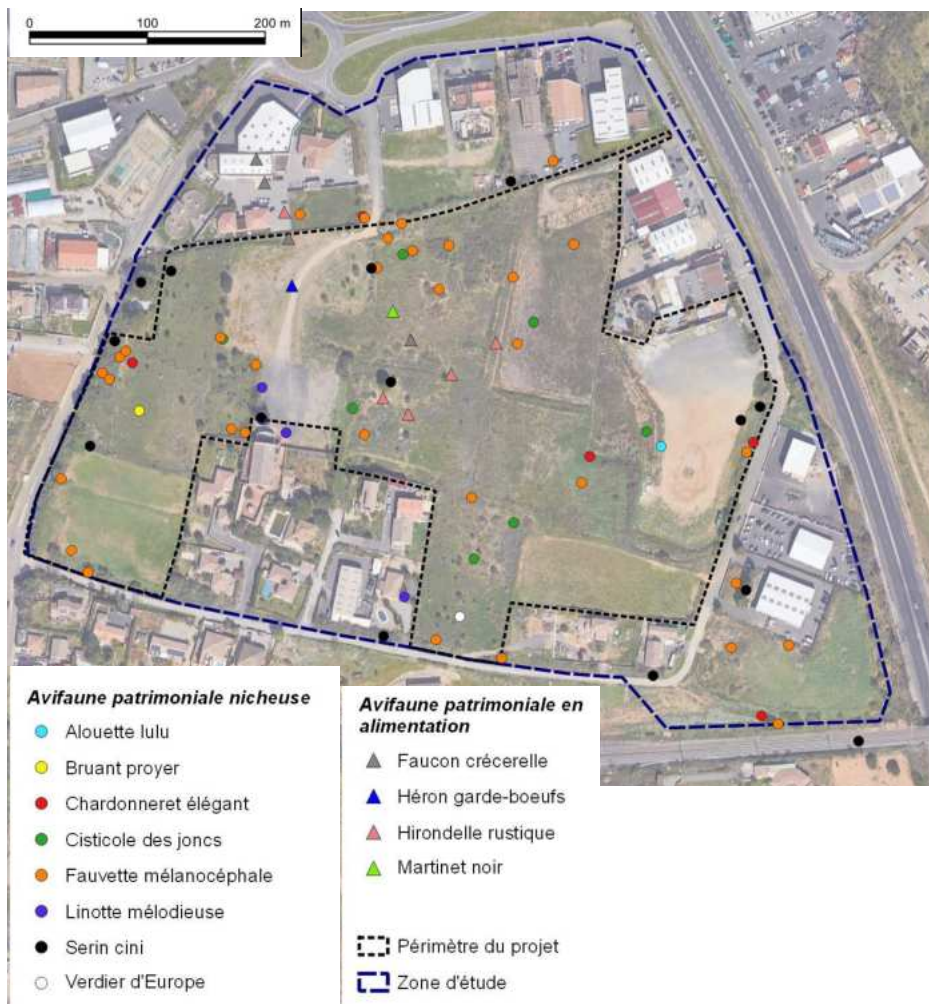 0 100 200 m
Avifaune patrimoniale nicheuse
Alouette lulu
Bruant proyer
Chardonneret élégant
Cisticole des joncs
Fauvette mélanocéphale
Linotte mélodieuse
Serin cini
Verdier d'Europe
Avifaune patrimoniale en
alimentation
Faucon crécerelle
Héron garde-boeufs
Hirondelle rustique
Martinet noir
Périmètre du projet
Zone d'étude